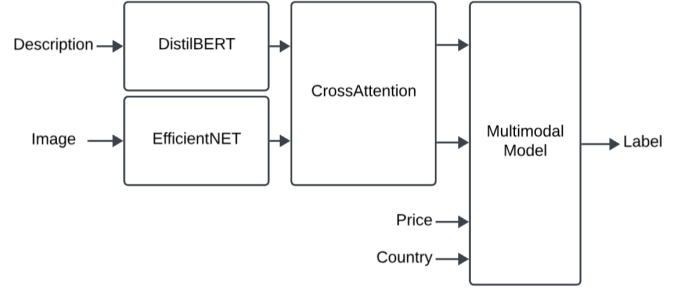 Description
DistilBERT
CrossAttention
Image
EfficientNET
Multimodal
Model
Label
Price
Country